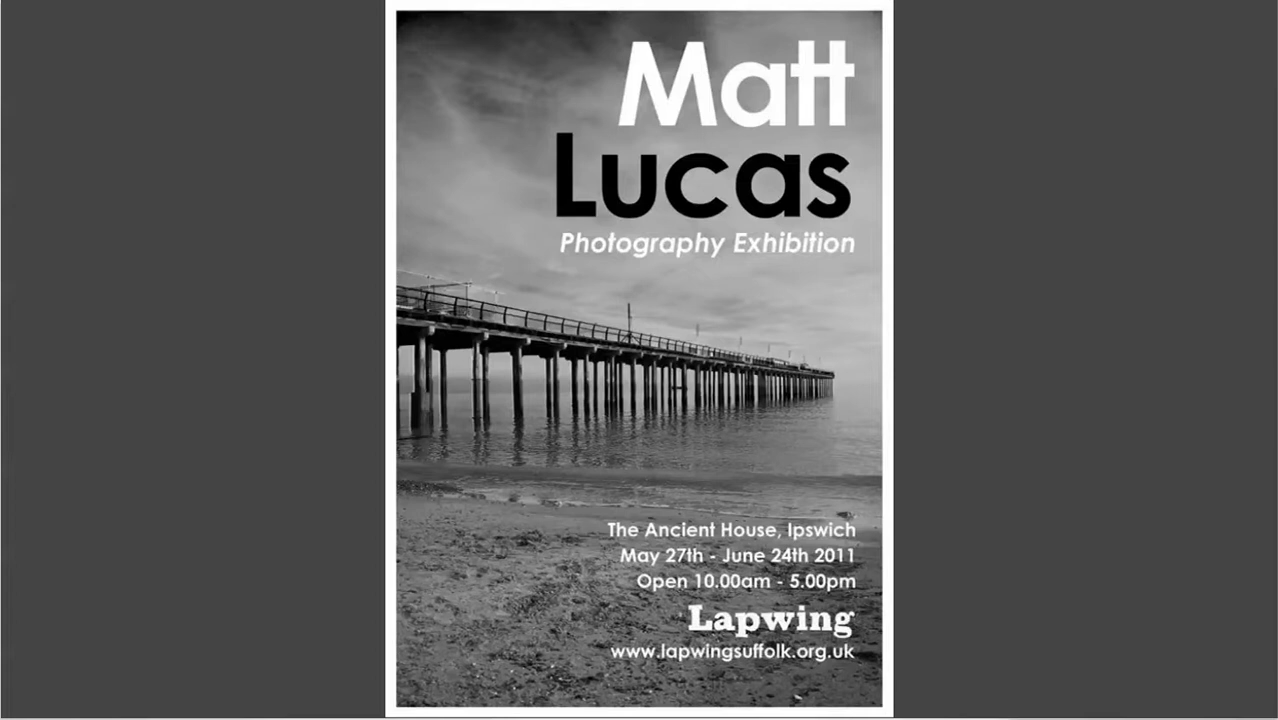 Matt
Lucas
Photography Exhibition
The Ancient House, Ipswich
May 27th - June 24th 2011
Open 10.00am - 5.00pm
Lapwing
www.lapwingsuffolk.org.uk